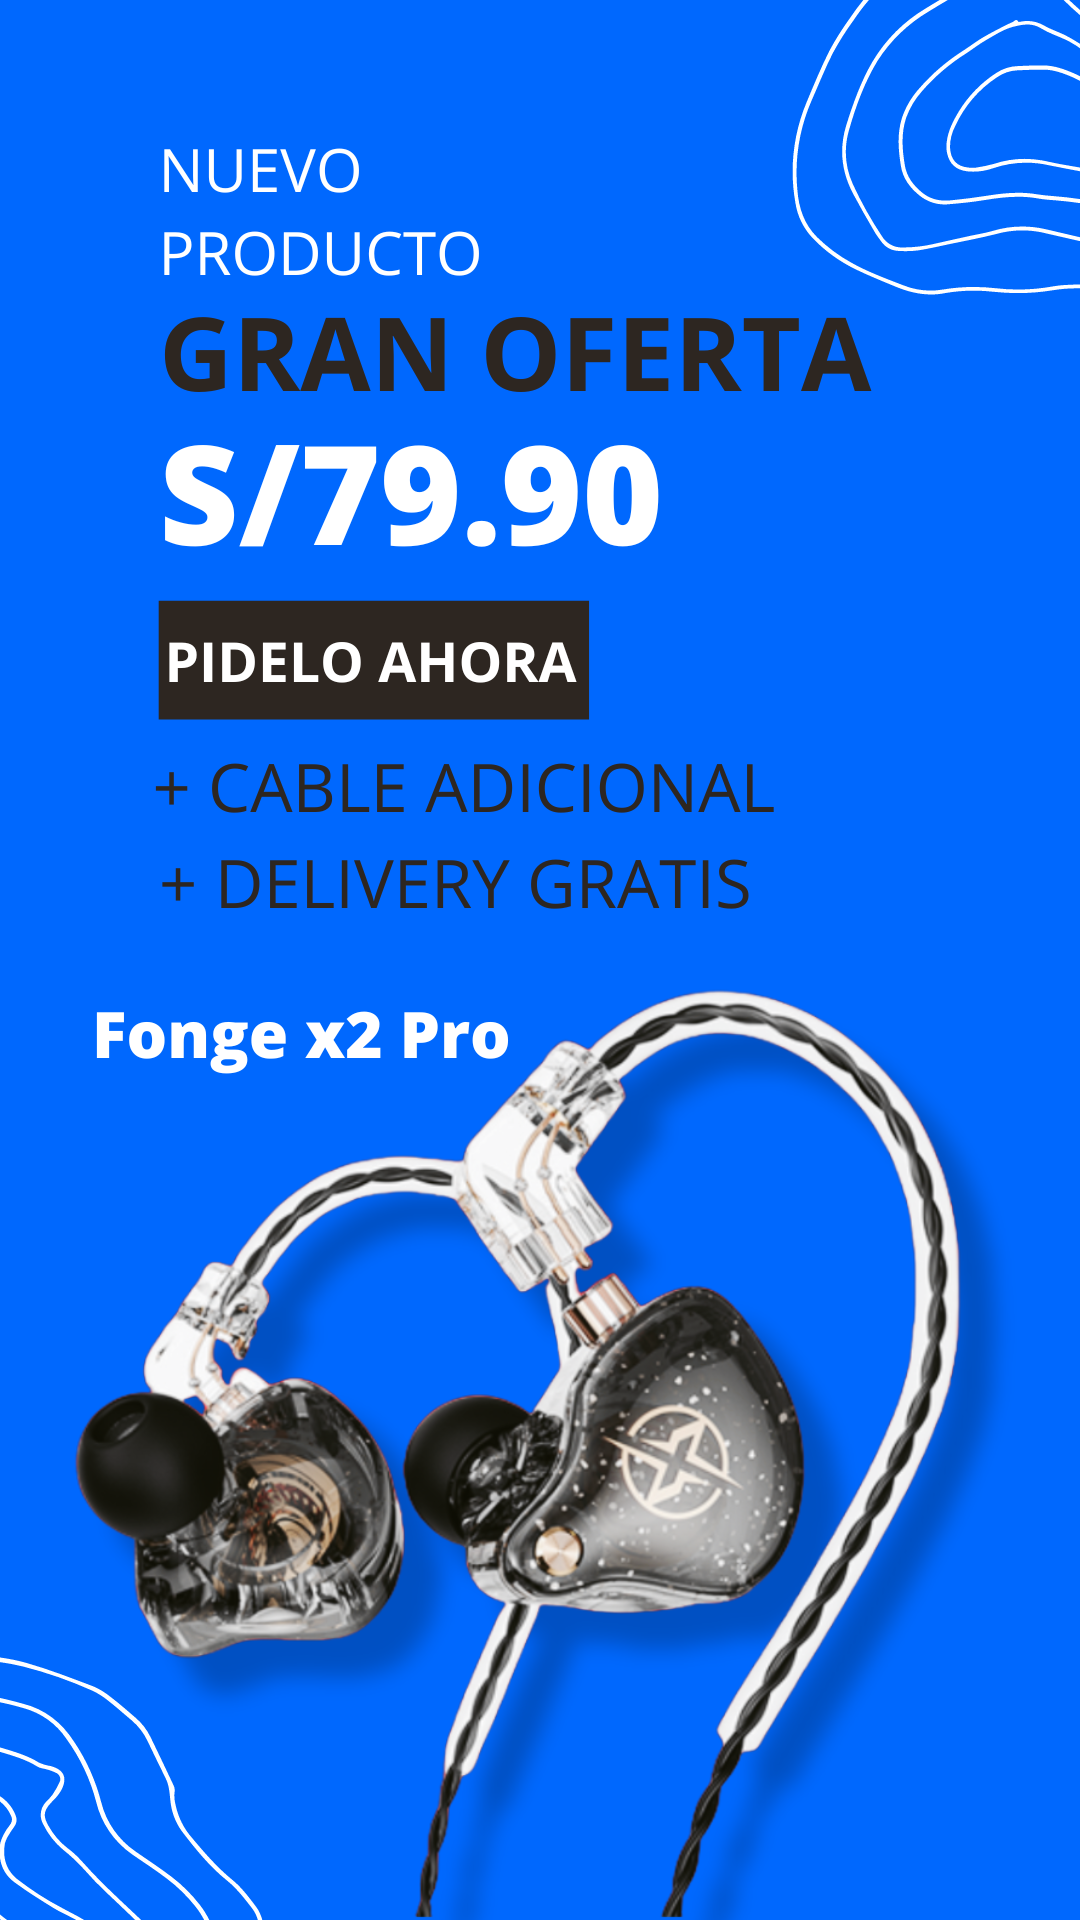 NUEVO
PRODUCTO
GRAN OFERTA
S/79.90
PIDELO AHORA
+ CABLE ADICIONAL
+ DELIVERY GRATIS
Fonge x2 Pro